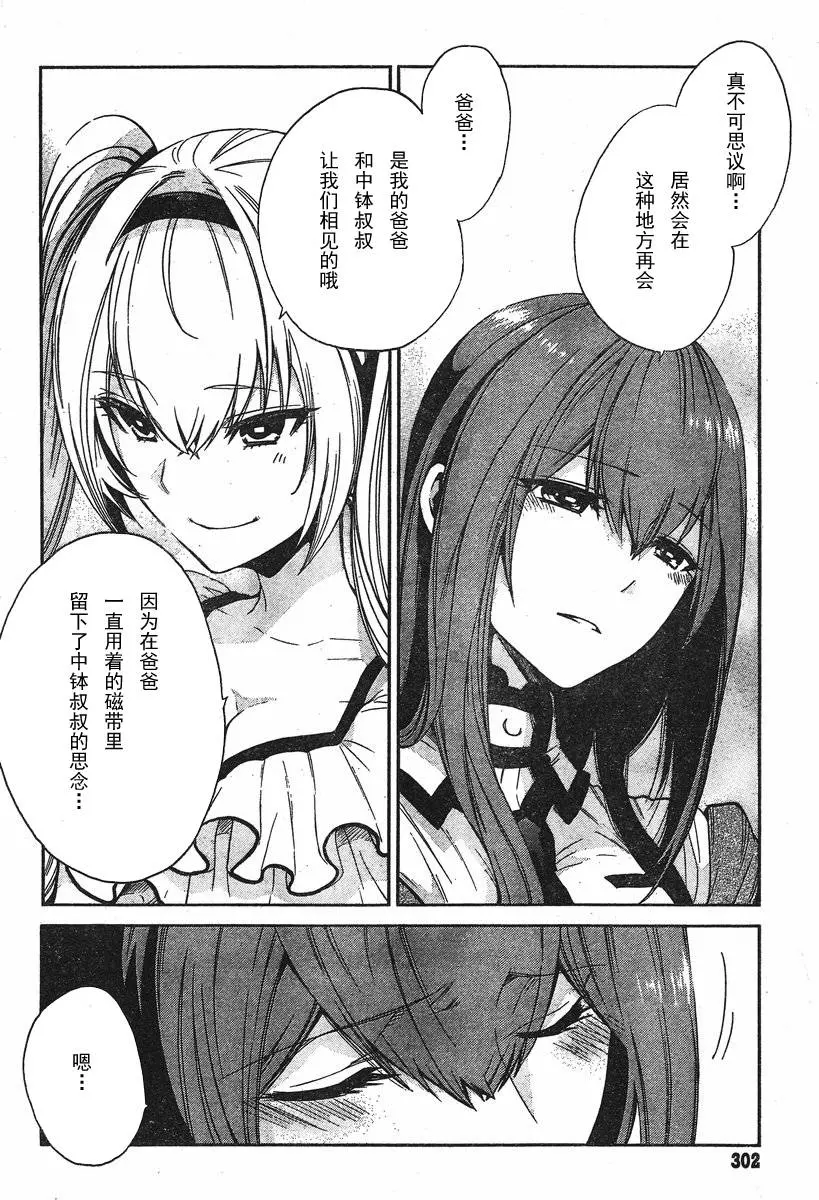 真不可思议啊…
居然会在
这种地方再会
爸爸…
是我的爸爸
和中钵叔叔
让我们相见的哦
因为在爸爸
一直用着的磁带里
留下了中钵叔叔的思念…
嗯…
302